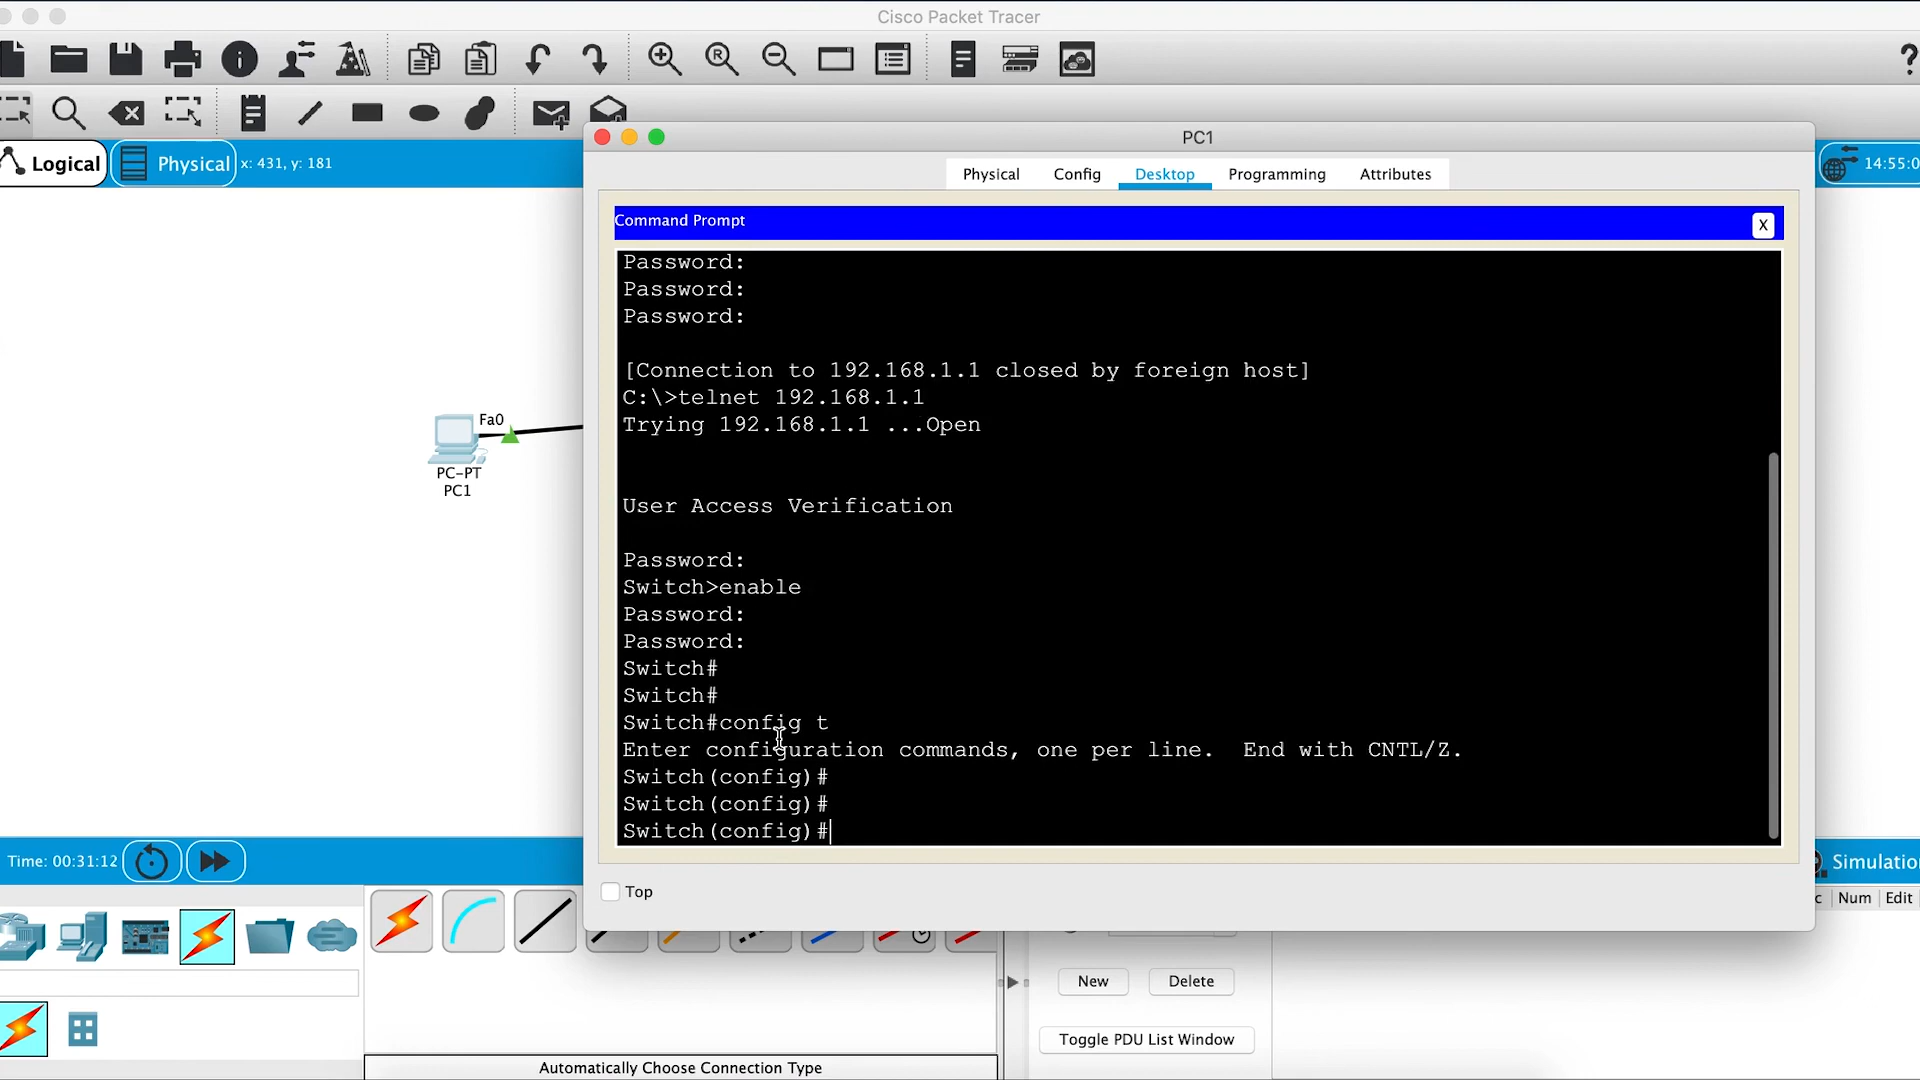 Cisco Packet Tracer
?
Logical
Physical
x: 431, y: 181
14:55:0
PC1
Physical
Config
Desktop
Programming
Attributes
Command Prompt
X
Password:
Password:
Password:
[Connection to 192.168.1.1 closed by foreign host]
C:\>telnet 192.168.1.1
Trying 192.168.1.1 ...Open
User Access Verification
Password:
Switch>enable
Password:
Password:
Switch#
Switch#
Switch#config t
Enter configuration commands, one per line.  End with CNTL/Z.
Switch(config)#
Switch(config)#
Switch(config)#
Fa0
PC-PT
PC1
Time: 00:31:12
Top
Simulatio
c
Num
Edit
New
Delete
Toggle PDU List Window
Automatically Choose Connection Type